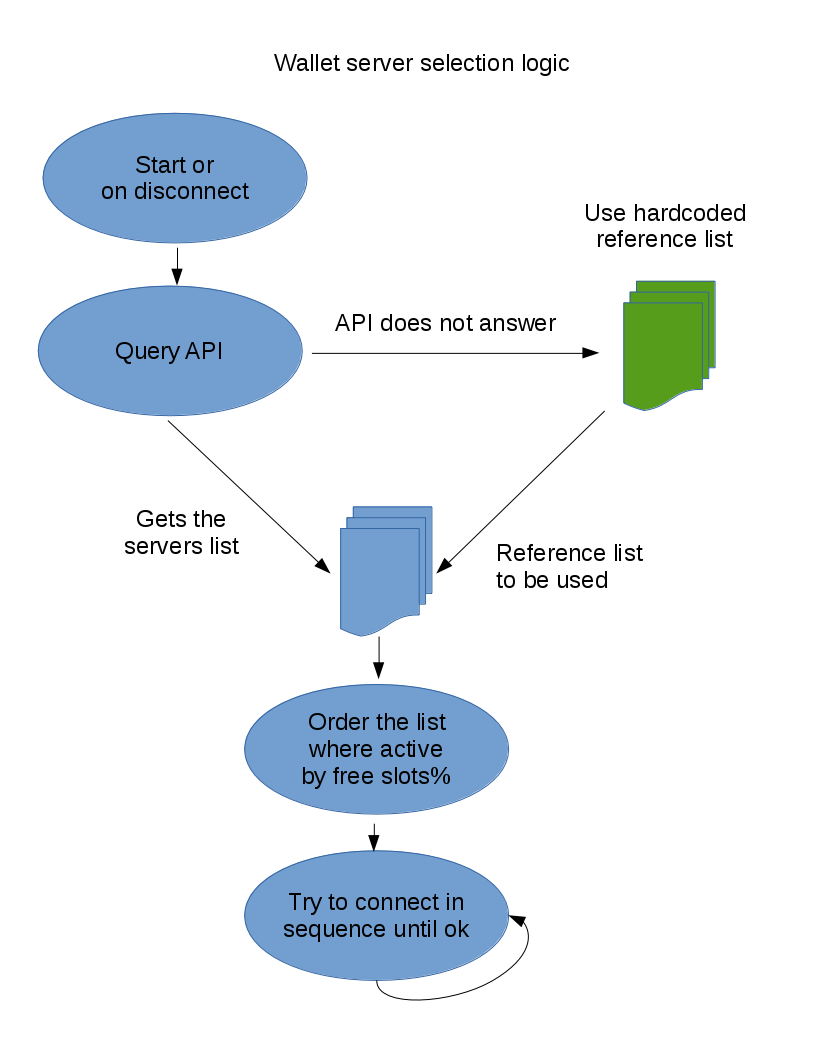 Wallet server selection logic
Start or
on disconnect
Use hardcoded
reference list
API does not answer
Query API
Gets the
servers list
Reference list
to be used
Order the list
where active
by free slots%
Try to connect in
sequence until ok